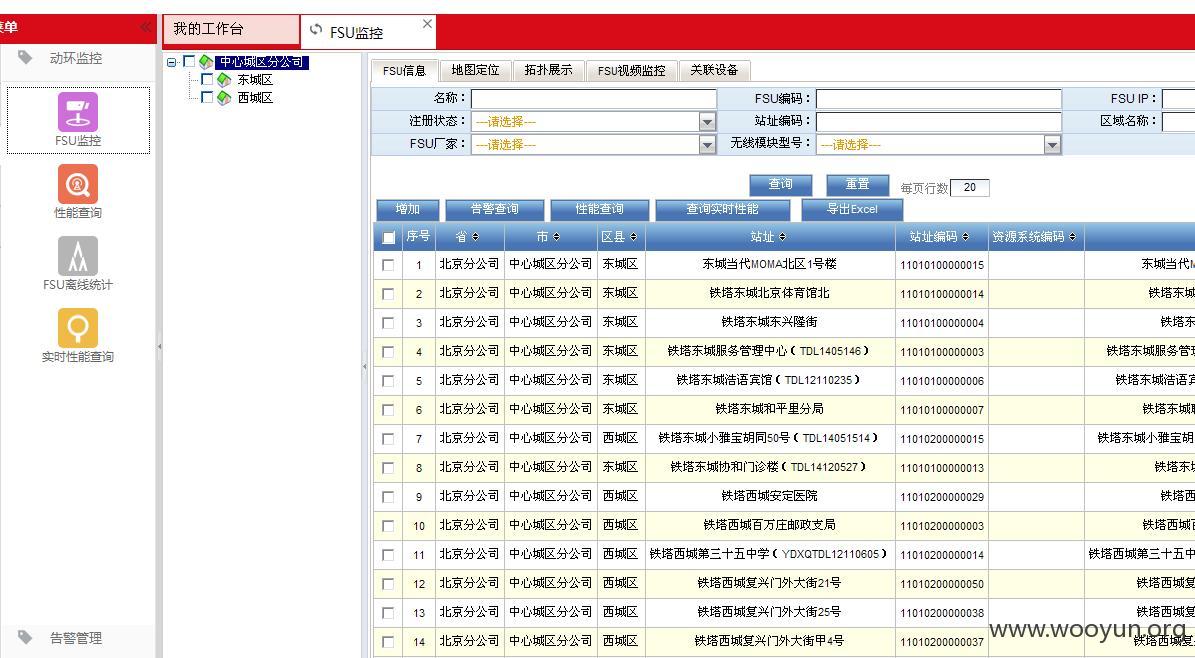 菜单
我的工作台
FSU监控
动环监控
FSU监控
性能查询
FSU离线统计
实时性能查询
告警管理
中心城区分公司
东城区
西城区
FSU信息 地图定位 拓扑展示 FSU视频监控 关联设备
名称： FSU编码： FSU IP：
注册状态： ---请选择--- 站址编码： 区域名称：
FSU厂家： ---请选择--- 无线模块型号： ---请选择---
查询 重置 每页行数 20
增加 告警查询 性能查询 查询实时性能 导出Excel
序号 省 市 区县 站址 站址编码 资源系统编码
1 北京分公司 中心城区分公司 东城区 东城当代MOMA北区1号楼 11010100000015 东城当代M
2 北京分公司 中心城区分公司 东城区 铁塔东城北京体育馆北 11010100000014 铁塔东城
3 北京分公司 中心城区分公司 东城区 铁塔东城东兴隆街 11010100000004 铁塔东
4 北京分公司 中心城区分公司 东城区 铁塔东城服务管理中心（TDL1405146） 11010100000003 铁塔东城服务管
5 北京分公司 中心城区分公司 东城区 铁塔东城浩语宾馆（TDL12110235） 11010100000006 铁塔东城浩语宾
6 北京分公司 中心城区分公司 东城区 铁塔东城和平里分局 11010100000007 铁塔东城
7 北京分公司 中心城区分公司 西城区 铁塔东城小雅宝胡同50号（TDL14051514） 11010200000015 铁塔东城小雅宝胡
8 北京分公司 中心城区分公司 东城区 铁塔东城协和门诊楼（TDL14120527） 11010100000013 铁塔东城
9 北京分公司 中心城区分公司 西城区 铁塔西城安定医院 11010200000029 铁塔西
10 北京分公司 中心城区分公司 西城区 铁塔西城百万庄邮政支局 11010200000003 铁塔西城
11 北京分公司 中心城区分公司 西城区 铁塔西城第三十五中学（YDXQTDL12110605） 11010200000014 铁塔西城第三十五中
12 北京分公司 中心城区分公司 西城区 铁塔西城复兴门外大街21号 11010200000050 铁塔西城复
13 北京分公司 中心城区分公司 西城区 铁塔西城复兴门外大街25号 11010200000038 铁塔西城复
14 北京分公司 中心城区分公司 西城区 铁塔西城复兴门外大街甲4号 11010200000037 铁塔西城复
www.wooyun.org